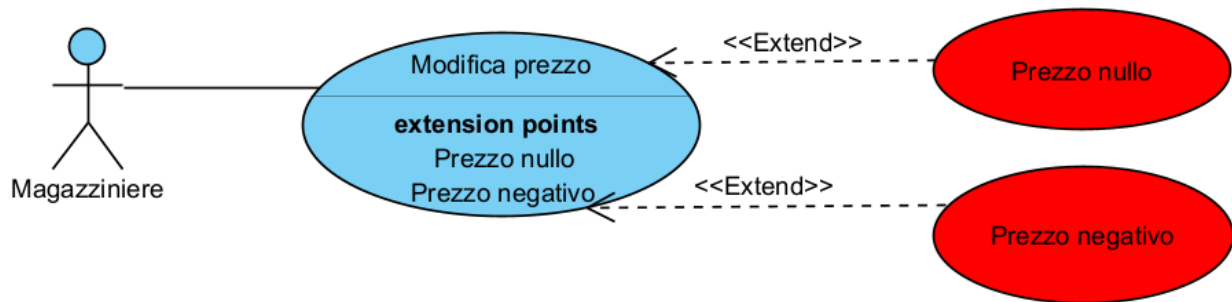 Magazziniere
Modifica prezzo
extension points
Prezzo nullo
Prezzo negativo
<<Extend>>
Prezzo nullo
<<Extend>>
Prezzo negativo